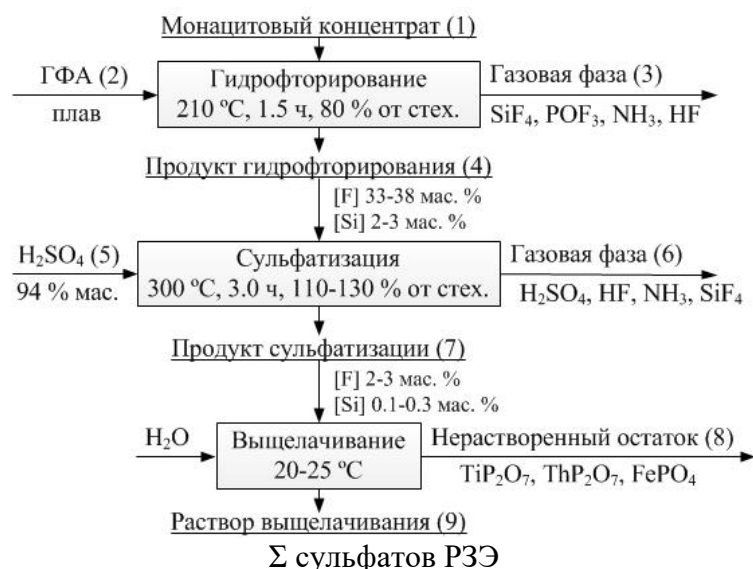 Монацитовый концентрат (1)
ГФА (2)
плав
Гидрофторирование
210 ºC, 1.5 ч, 80 % от стех.
Газовая фаза (3)
SiF₄, POF₃, NH₃, HF
Продукт гидрофторирования (4)
[F] 33-38 мас. %
[Si] 2-3 мас. %
H₂SO₄ (5)
94 % мас.
Сульфатизация
300 ºC, 3.0 ч, 110-130 % от стех.
Газовая фаза (6)
H₂SO₄, HF, NH₃, SiF₄
Продукт сульфатизации (7)
[F] 2-3 мас. %
[Si] 0.1-0.3 мас. %
H₂O
Выщелачивание
20-25 ºC
Нерастворенный остаток (8)
TiP₂O₇, ThP₂O₇, FePO₄
Раствор выщелачивания (9)
Σ сульфатов РЗЭ